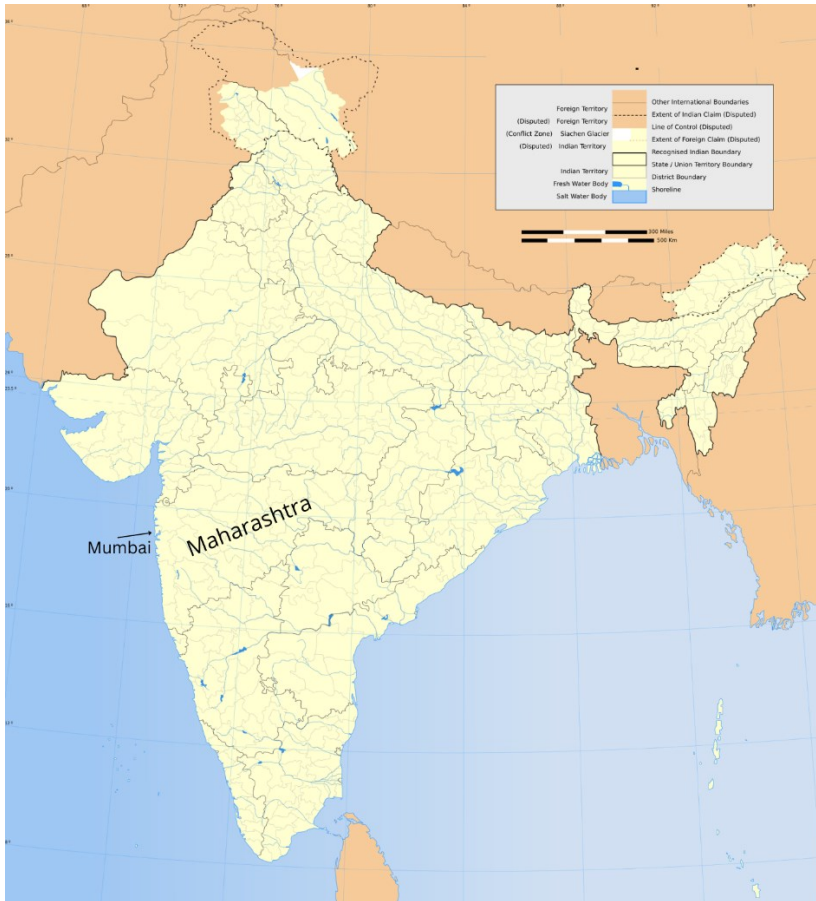 Foreign Territory
(Disputed) Foreign Territory
(Conflict Zone) Siachen Glacier
(Disputed) Indian Territory
Indian Territory
Fresh Water Body
Salt Water Body
Other International Boundaries
Extent of Indian Claim (Disputed)
Line of Control (Disputed)
Extent of Foreign Claim (Disputed)
Recognised Indian Boundary
State / Union Territory Boundary
District Boundary
Shoreline
300 Miles
500 Km
Maharashtra
Mumbai